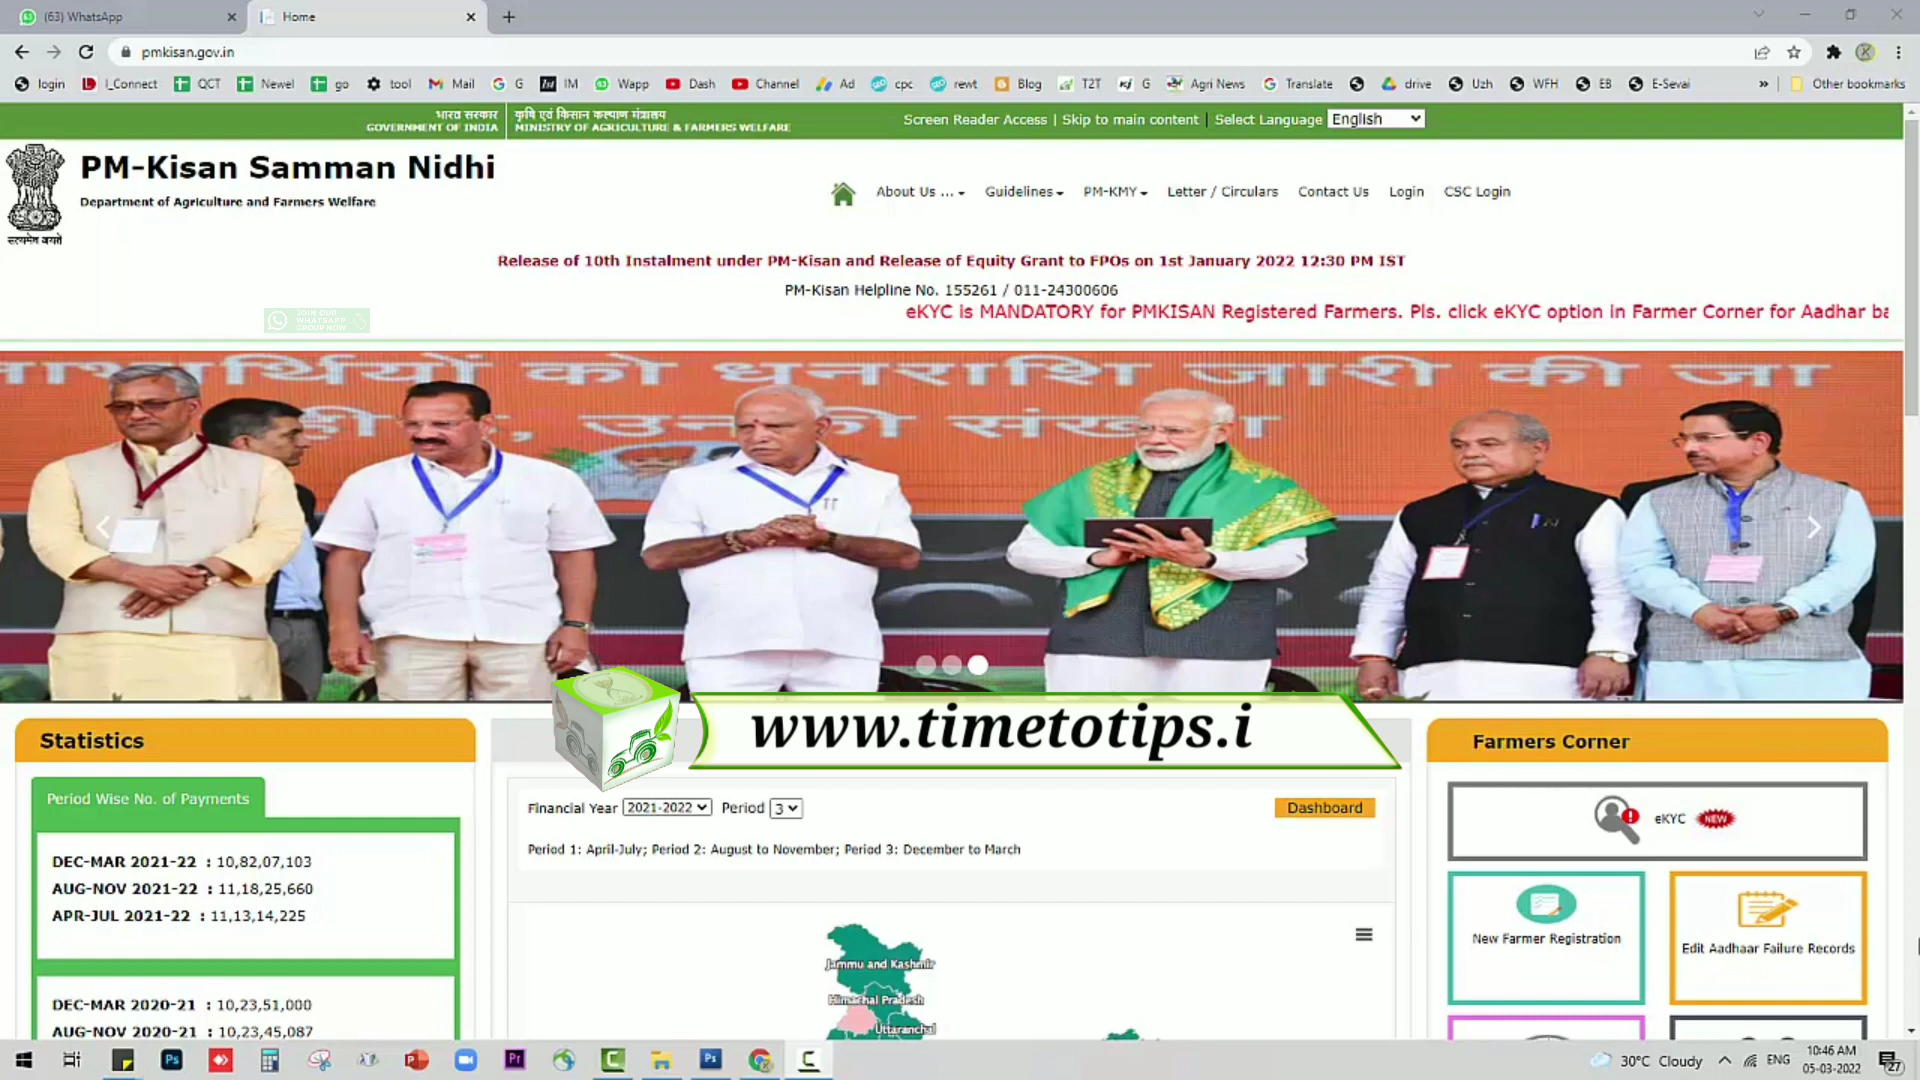 (63) WhatsApp
Home
pmkisan.gov.in
login
I_Connect
QCT
Newel
go
tool
Mail
G
IM
Wapp
Dash
Channel
Ad
cpc
rewt
Blog
T2T
G
Agri News
Translate
drive
Uzh
WFH
EB
E-Sevai
»
Other bookmarks
भारत सरकार
GOVERNMENT OF INDIA
कृषि एवं किसान कल्याण मंत्रालय
MINISTRY OF AGRICULTURE & FARMERS WELFARE
Screen Reader Access | Skip to main content | Select Language English
PM-Kisan Samman Nidhi
Department of Agriculture and Farmers Welfare
सत्यमेव जयते
About Us ...
Guidelines
PM-KMY
Letter / Circulars
Contact Us
Login
CSC Login
Release of 10th Instalment under PM-Kisan and Release of Equity Grant to FPOs on 1st January 2022 12:30 PM IST
PM-Kisan Helpline No. 155261 / 011-24300606
eKYC is MANDATORY for PMKISAN Registered Farmers. Pls. click eKYC option in Farmer Corner for Aadhar ba
JOIN OUR
WHATSAPP
GROUP NOW
को धनराशि जारी की जा
उनकी
www.timetotips.i
Statistics
Period Wise No. of Payments
DEC-MAR 2021-22 : 10,82,07,103
AUG-NOV 2021-22 : 11,18,25,660
APR-JUL 2021-22 : 11,13,14,225
DEC-MAR 2020-21 : 10,23,51,000
AUG-NOV 2020-21 : 10,23,45,087
Financial Year 2021-2022 Period 3
Dashboard
Period 1: April-July; Period 2: August to November; Period 3: December to March
Jammu and Kashmir
Himachal Pradesh
Uttaranchal
Farmers Corner
eKYC NEW
New Farmer Registration
Edit Aadhaar Failure Records
30°C Cloudy
ENG
10:46 AM
05-03-2022
27